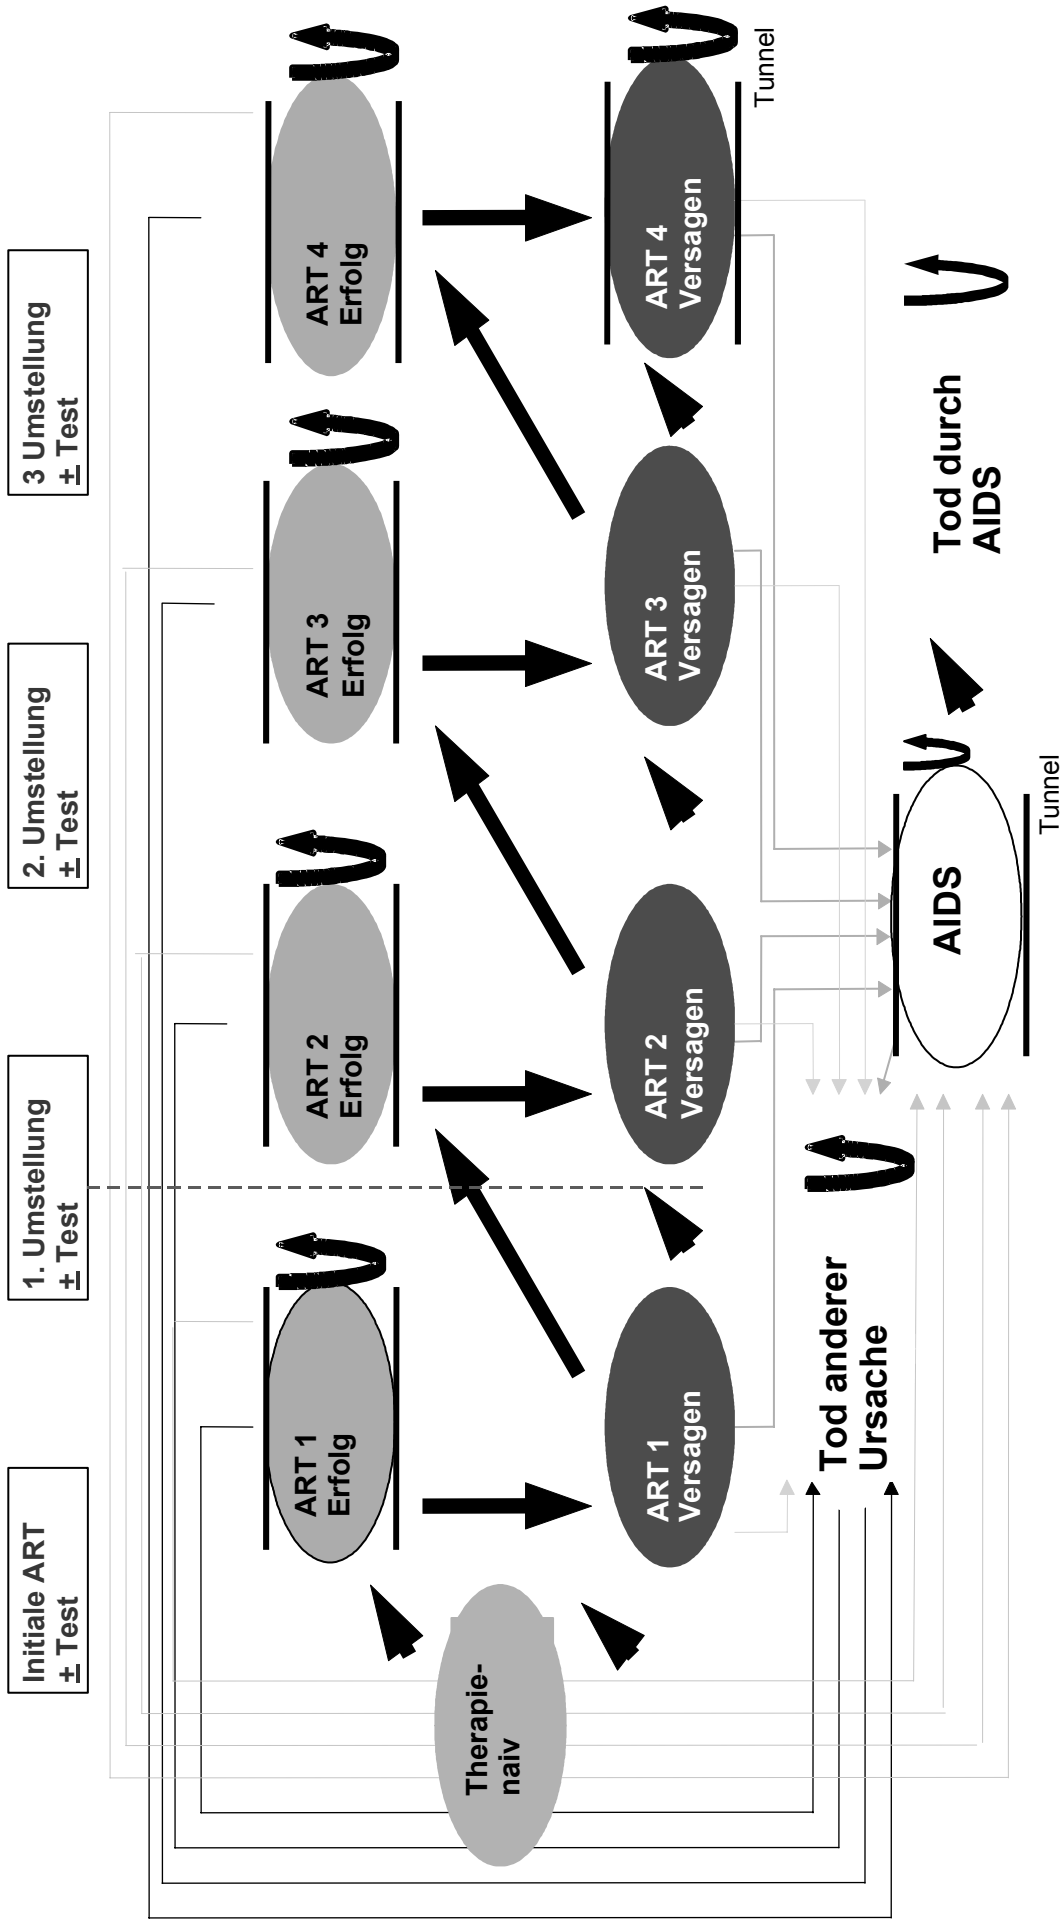 Initiale ART
± Test
1. Umstellung
± Test
2. Umstellung
± Test
3 Umstellung
± Test
ART 1
Erfolg
ART 2
Erfolg
ART 3
Erfolg
ART 4
Erfolg
Therapie-
naiv
ART 1
Versagen
ART 2
Versagen
ART 3
Versagen
ART 4
Versagen
Tunnel
Tod anderer
Ursache
AIDS
Tunnel
Tod durch
AIDS